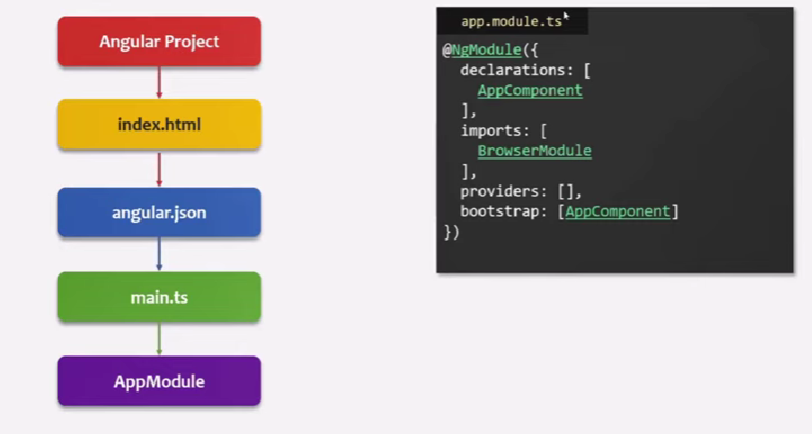 Angular Project
index.html
angular.json
main.ts
AppModule
app.module.ts
@NgModule({
declarations: [
AppComponent
],
imports: [
BrowserModule
],
providers: [],
bootstrap: [AppComponent]
})